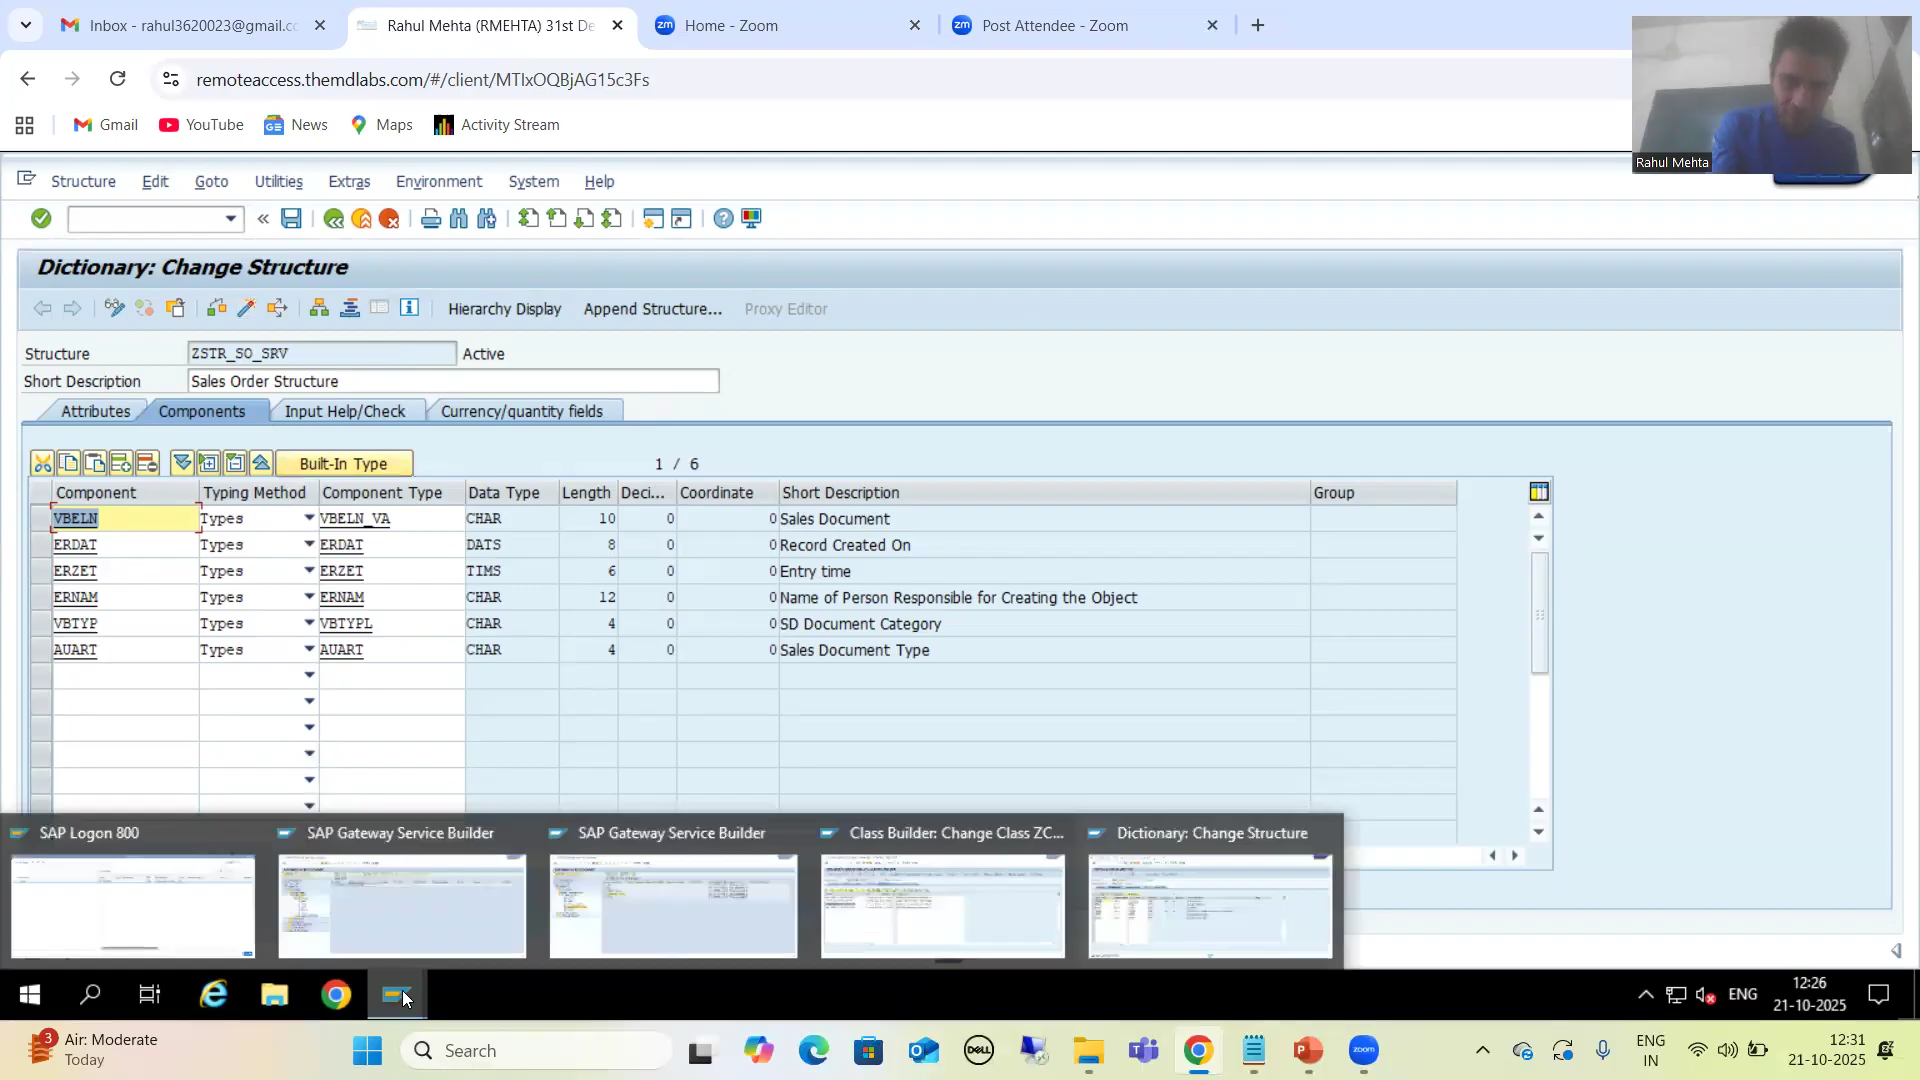 Inbox - rahul3620023@gmail.cc
Rahul Mehta (RMEHTA) 31st De
Home - Zoom
Post Attendee - Zoom
remoteaccess.themdlabs.com/#/client/MTIxOQBjAG15c3Fs
Gmail
YouTube
News
Maps
Activity Stream
Rahul Mehta
Structure Edit Goto Utilities Extras Environment System Help
Dictionary: Change Structure
Hierarchy Display Append Structure... Proxy Editor
Structure ZSTR_SO_SRV Active
Short Description Sales Order Structure
Attributes Components Input Help/Check Currency/quantity fields
Built-In Type 1 / 6
Component Typing Method Component Type Data Type Length Deci... Coordinate Short Description Group
VBELN Types VBELN_VA CHAR 10 0 0 Sales Document
ERDAT Types ERDAT DATS 8 0 0 Record Created On
ERZET Types ERZET TIMS 6 0 0 Entry time
ERNAM Types ERNAM CHAR 12 0 0 Name of Person Responsible for Creating the Object
VBTYP Types VBTYPL CHAR 4 0 0 SD Document Category
AUART Types AUART CHAR 4 0 0 Sales Document Type
SAP Logon 800
SAP Gateway Service Builder
SAP Gateway Service Builder
Class Builder: Change Class ZC...
Dictionary: Change Structure
ENG
12:26
21-10-2025
3
Air: Moderate
Today
Search
DELL
zoom
ENG
IN
12:31
21-10-2025